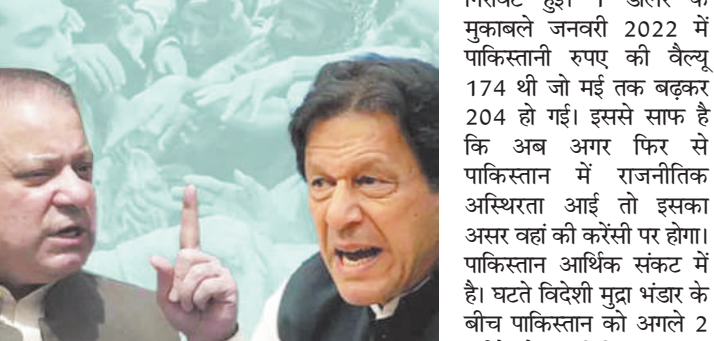 मुकाबले जनवरी 2022 में
पाकिस्तानी रुपए की वैल्यू
174 थी जो मई तक बढ़कर
204 हो गई। इससे साफ है
कि अब अगर फिर से
पाकिस्तान में राजनीतिक
अस्थिरता आई तो इसका
असर वहां की करेंसी पर होगा।
पाकिस्तान आर्थिक संकट में
है। घटते विदेशी मुद्रा भंडार के
बीच पाकिस्तान को अगले 2